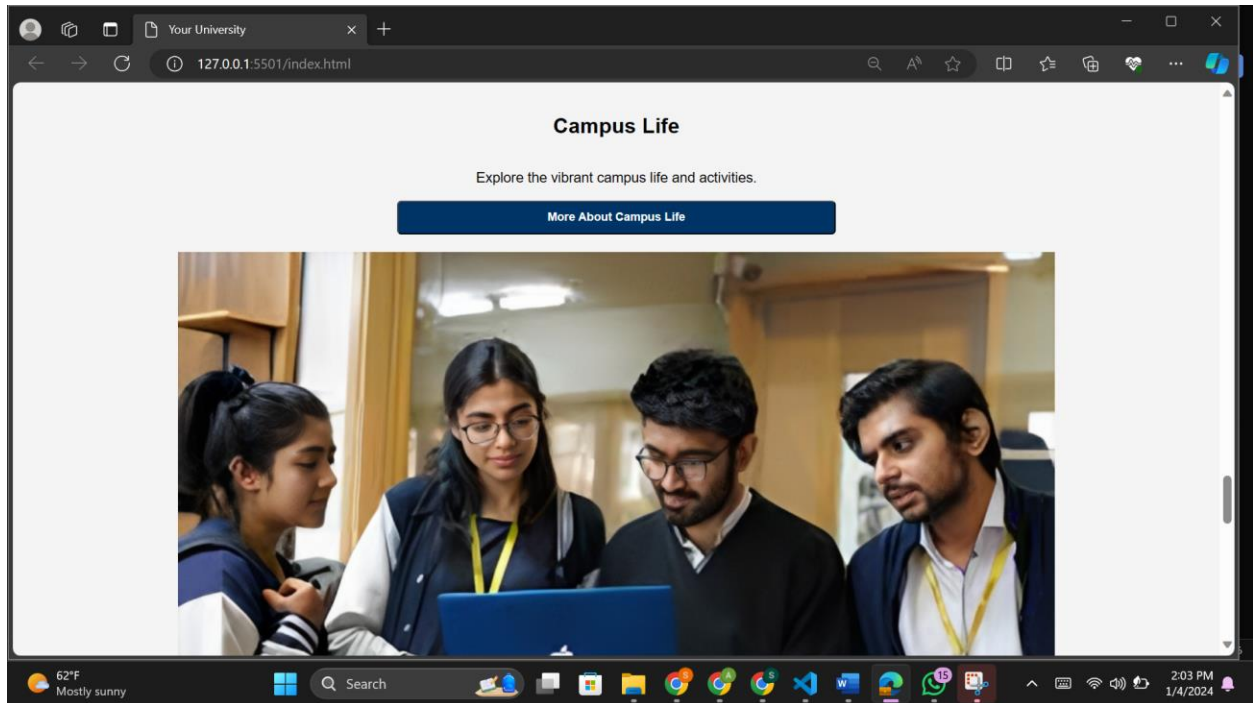 Your University
127.0.0.1:5501/index.html
Campus Life
Explore the vibrant campus life and activities.
More About Campus Life
62°F
Mostly sunny
Search
15
2:03 PM
1/4/2024